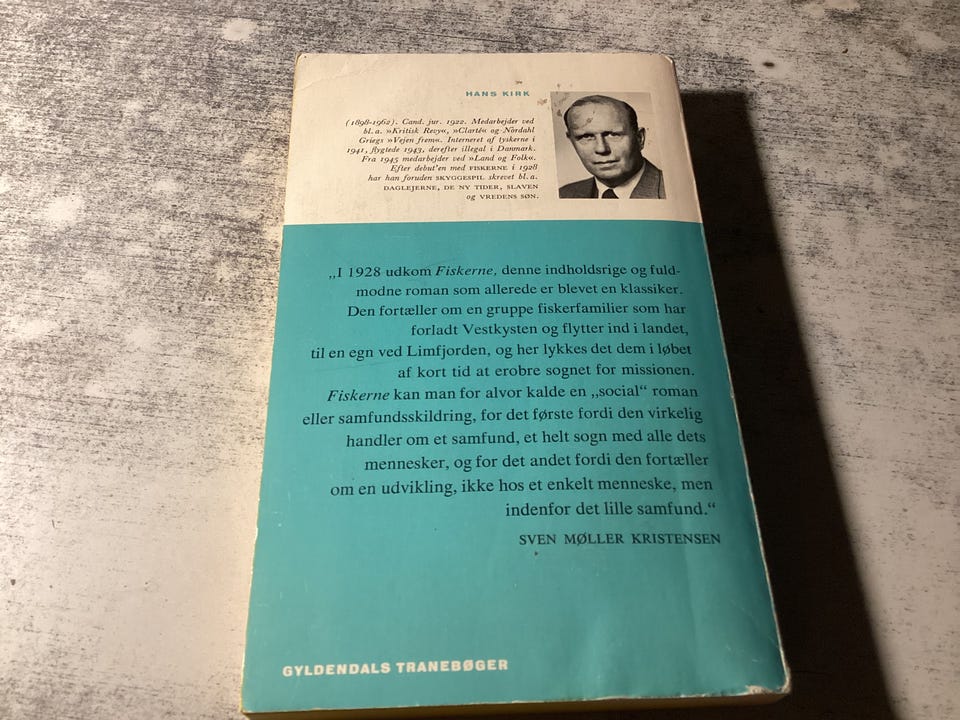 HANS KIRK
(1898-1962). Cand. jur. 1922. Medarbejder ved
bl. a. »Kritisk Revy«, »Clarté« og Nordahl
Griegs »Vejen frem«. Interneret af tyskerne i
1941, flygtede 1943, derefter illegal i Danmark.
Fra 1945 medarbejder ved »Land og Folk«.
Efter debut'en med FISKERNE i 1928
har han foruden SKYGGESPIL skrevet bl. a.
DAGLEJERNE, DE NY TIDER, SLAVEN
og VREDENS SØN.
„I 1928 udkom Fiskerne, denne indholdsrige og fuld-
modne roman som allerede er blevet en klassiker.
Den fortæller om en gruppe fiskerfamilier som har
forladt Vestkysten og flytter ind i landet,
til en egn ved Limfjorden, og her lykkes det dem i løbet
af kort tid at erobre sognet for missionen.
Fiskerne kan man for alvor kalde en „social“ roman
eller samfundsskildring, for det første fordi den virkelig
handler om et samfund, et helt sogn med alle dets
mennesker, og for det andet fordi den fortæller
om en udvikling, ikke hos et enkelt menneske, men
indenfor det lille samfund.“
SVEN MØLLER KRISTENSEN
GYLDENDALS TRANEBØGER